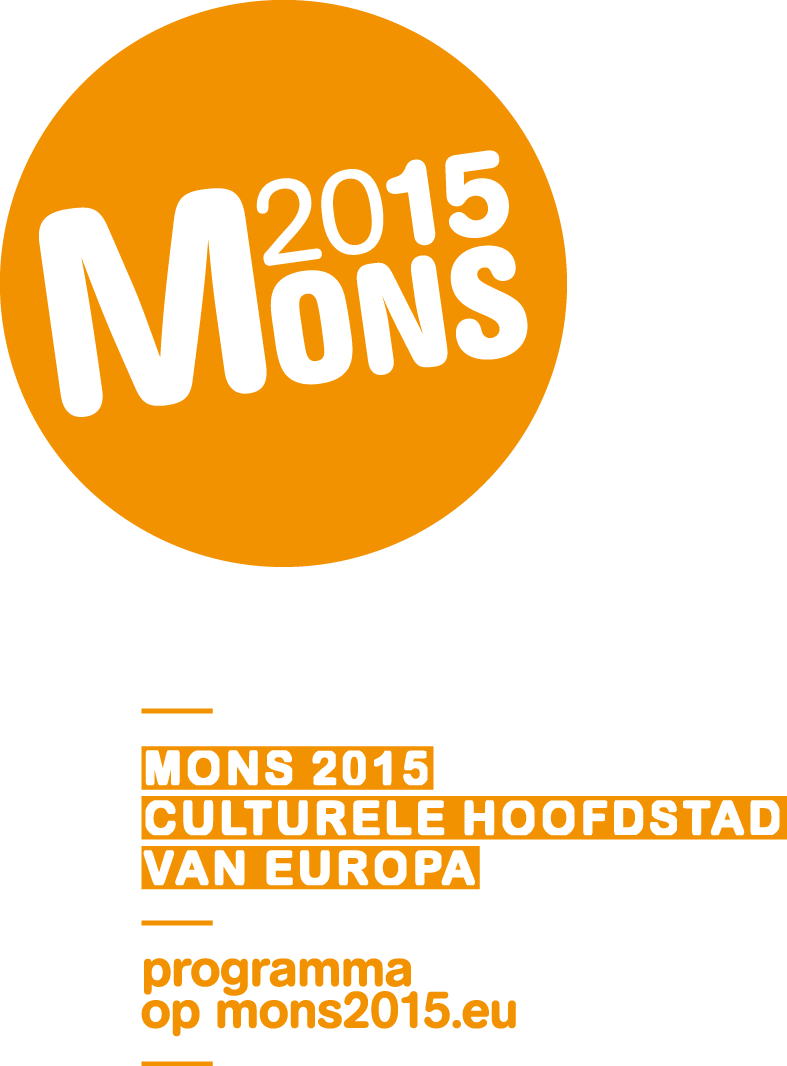 2015
MONS
MONS 2015
CULTURELE HOOFDSTAD
VAN EUROPA
programma
op mons2015.eu